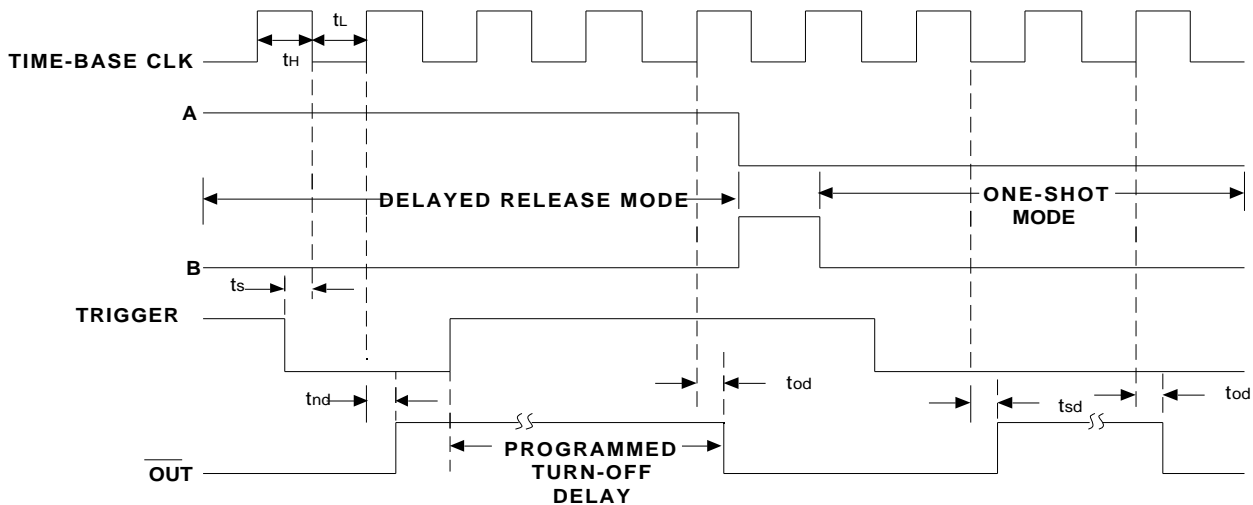 tH
tL
TIME-BASE CLK
A
DELAYED RELEASE MODE
ONE-SHOT
MODE
B
ts
TRIGGER
tnd
tod
tsd
tod
PROGRAMMED
TURN-OFF
DELAY
OUT